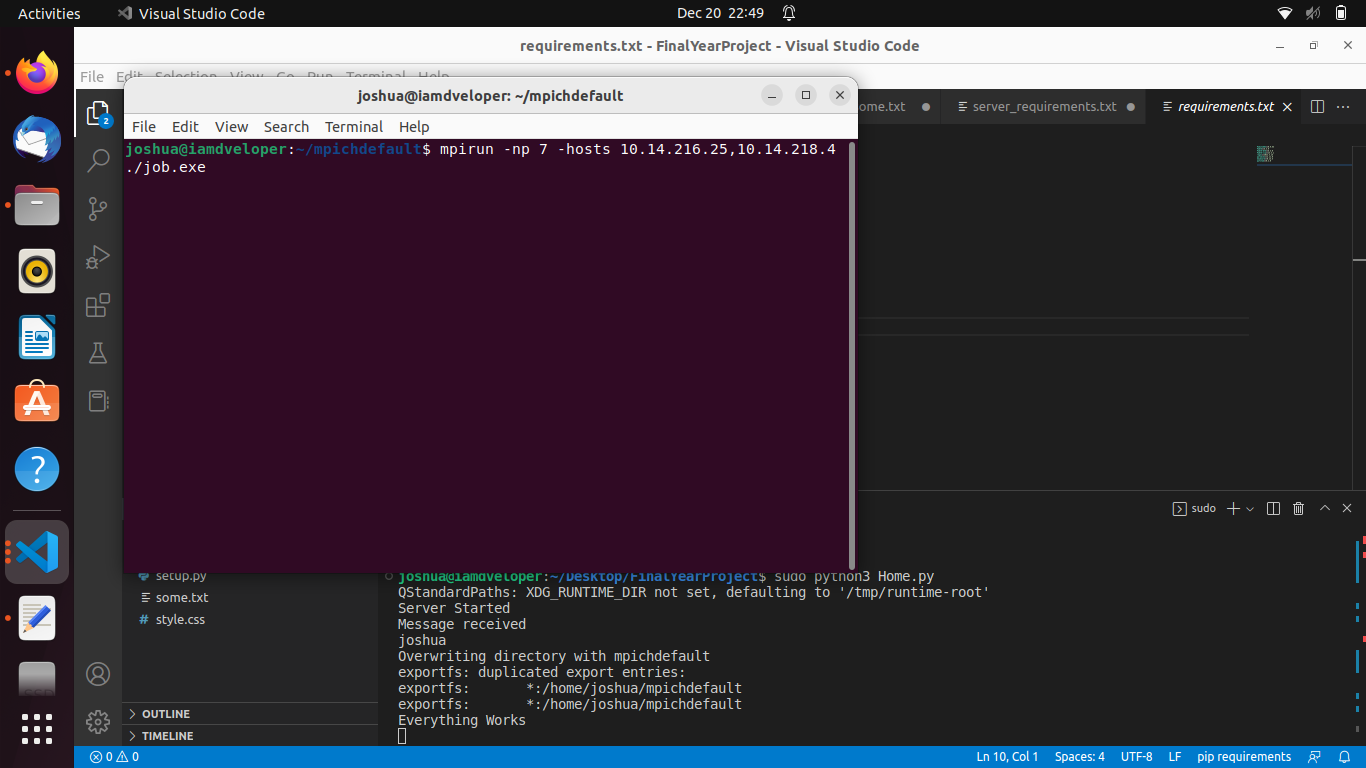 Activities
Visual Studio Code
Dec 20 22:49
requirements.txt - FinalYearProject - Visual Studio Code
File Edit Selection View Go Run Terminal Help
joshua@iamdveloper: ~/mpichdefault
File Edit View Search Terminal Help
joshua@iamdveloper:~/mpichdefault$ mpirun -np 7 -hosts 10.14.216.25,10.14.218.4
./job.exe
ome.txt
server_requirements.txt
requirements.txt
2
sudo
setup.py
some.txt
style.css
OUTLINE
TIMELINE
joshua@iamdveloper:~/Desktop/FinalYearProject$ sudo python3 Home.py
QStandardPaths: XDG_RUNTIME_DIR not set, defaulting to '/tmp/runtime-root'
Server Started
Message received
joshua
Overwriting directory with mpichdefault
exportfs: duplicated export entries:
exportfs: *:/home/joshua/mpichdefault
exportfs: *:/home/joshua/mpichdefault
Everything Works
0 0
Ln 10, Col 1
Spaces: 4
UTF-8
LF
pip requirements